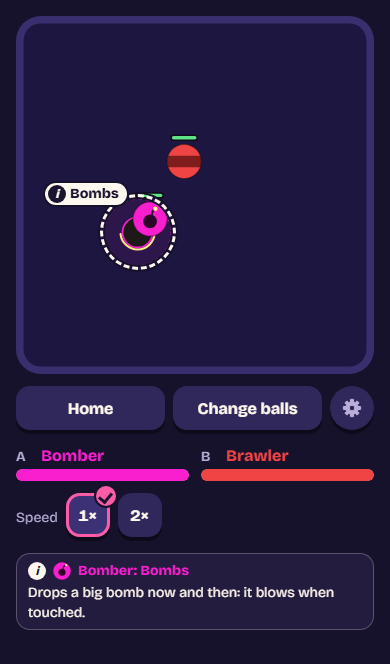 i Bombs
Home
Change balls
A Bomber
B Brawler
Speed 1× 2×
i Bomber: Bombs
Drops a big bomb now and then: it blows when
touched.